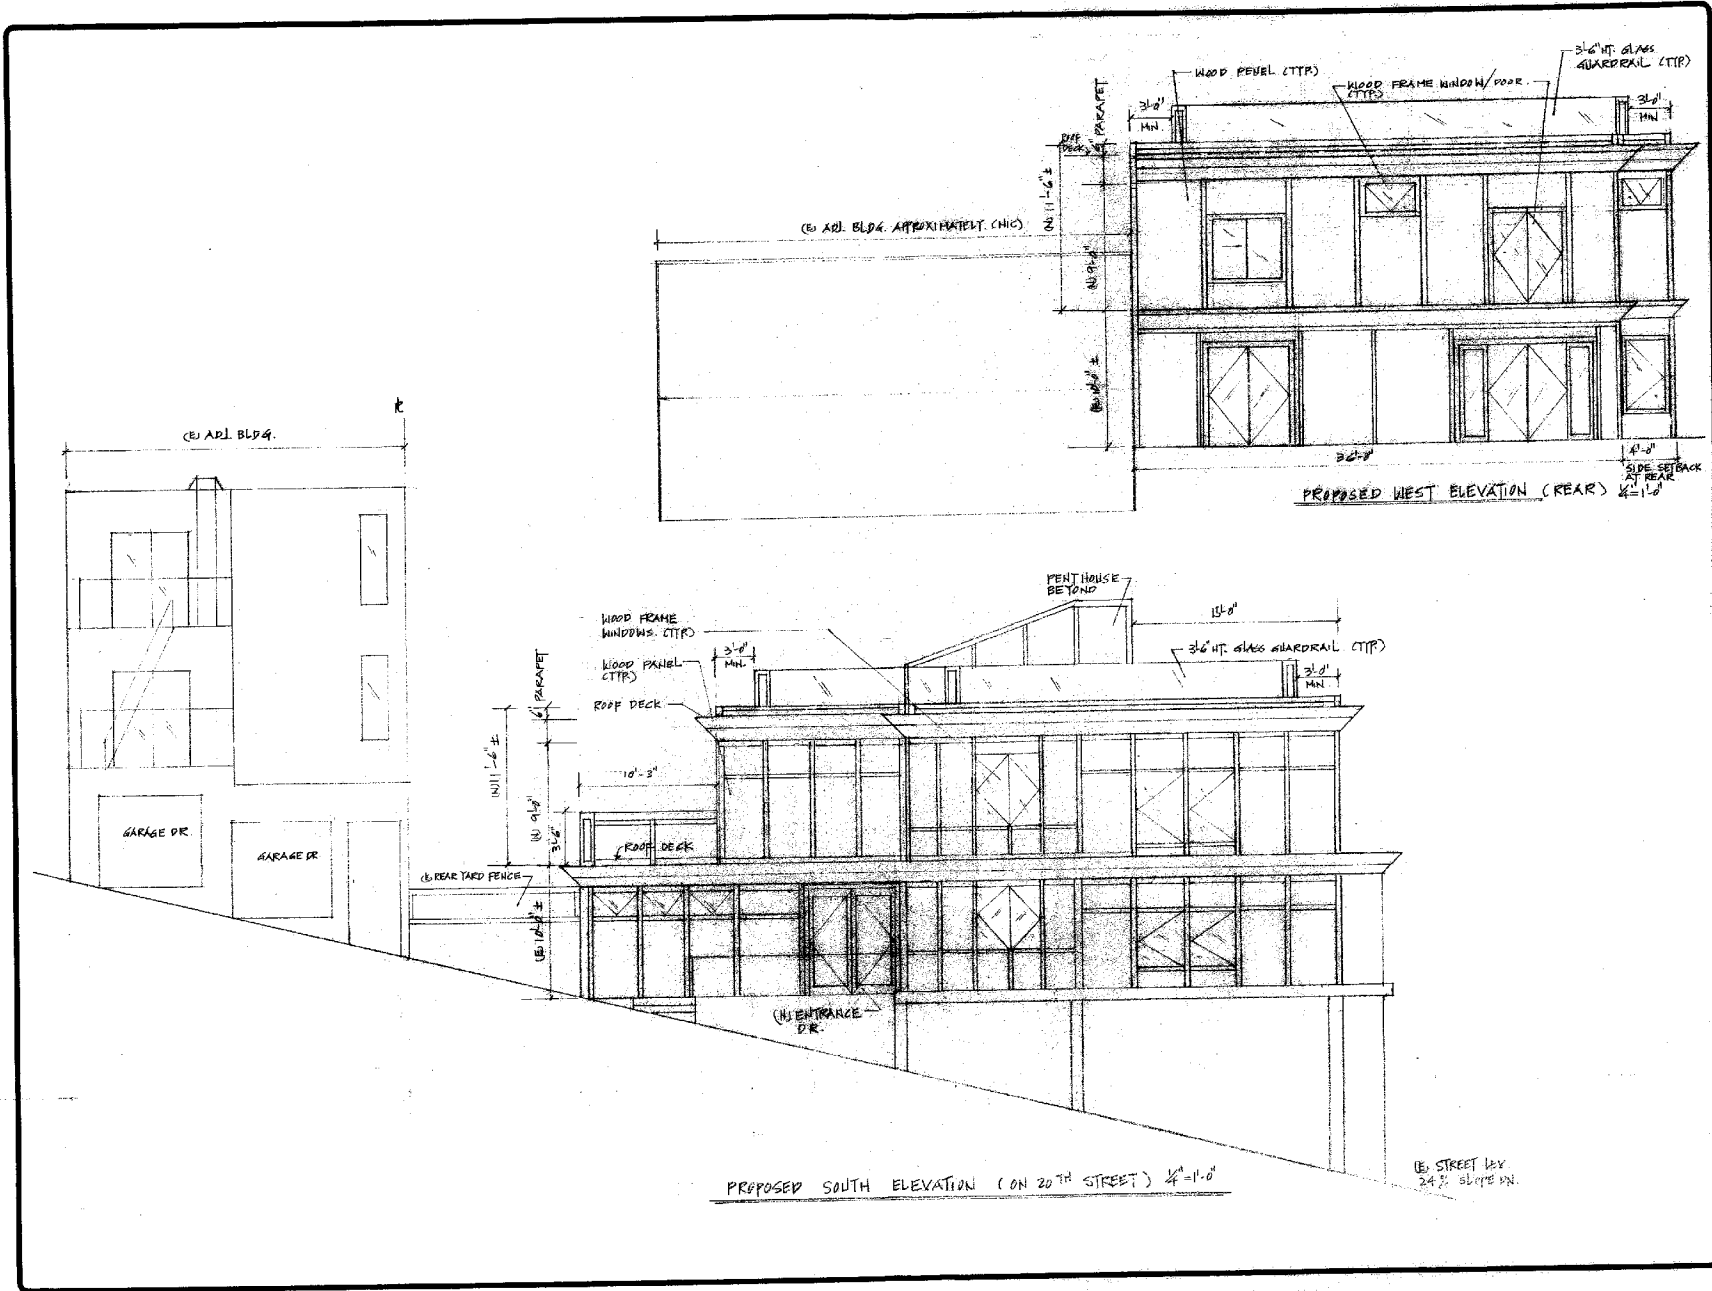 3'-6" HT. GLASS
GUARDRAIL (TYP.)
WOOD PENEL (TYP.)
WOOD FRAME WINDOW/DOOR
(TYP.)
3'-0"
MIN
3'-0"
MIN
6" PARAPET
ROOF
DECK
(N) 11'-6" ±
(N) 9'-0"
(E) 10'-0" ±
(E) ADJ. BLDG. APPROXIMATELY. (NIC)
36'-0"
4'-0"
SIDE SETBACK
AT REAR
PROPOSED WEST ELEVATION (REAR) ¼"=1'-0"
(E) ADJ. BLDG.
GARAGE DR.
GARAGE DR
PENTHOUSE
BEYOND
15'-0"
WOOD FRAME
WINDOWS. (TYP.)
3'-0"
MIN.
3'-6" HT. GLASS GUARDRAIL (TYP.)
3'-0"
MIN
WOOD PANEL
(TYP.)
6" PARAPET
ROOF DECK
(N) 11'-6" ±
(N) 9'-0"
3'-6"
10'-3"
ROOF DECK
(E) REAR YARD FENCE
(E) 10'-0" ±
(N) ENTRANCE
DR.
PROPOSED SOUTH ELEVATION (ON 20TH STREET) ¼"=1'-0"
(E) STREET LEV.
24% SLOPE DN.